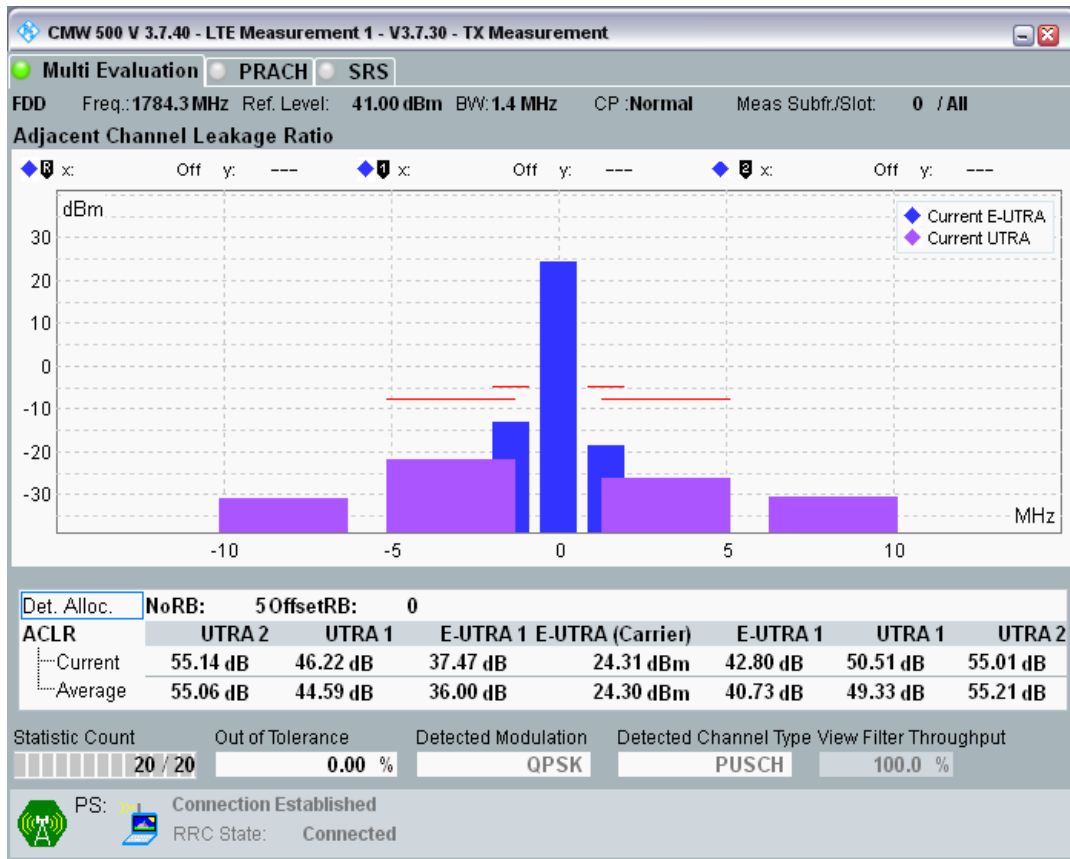 CMW 500 V 3.7.40 - LTE Measurement 1 - V3.7.30 - TX Measurement
Multi Evaluation PRACH SRS
FDD Freq.: 1784.3 MHz Ref. Level: 41.00 dBm BW: 1.4 MHz CP : Normal Meas Subfr./Slot: 0 / All
Adjacent Channel Leakage Ratio
R x: Off y: --- 1 x: Off y: --- 2 x: Off y: ---
dBm
Current E-UTRA
Current UTRA
30
20
10
0
-10
-20
-30
MHz
-10 -5 0 5 10
Det. Alloc. NoRB: 5 OffsetRB: 0
ACLR UTRA 2 UTRA 1 E-UTRA 1 E-UTRA (Carrier) E-UTRA 1 UTRA 1 UTRA 2
Current 55.14 dB 46.22 dB 37.47 dB 24.31 dBm 42.80 dB 50.51 dB 55.01 dB
Average 55.06 dB 44.59 dB 36.00 dB 24.30 dBm 40.73 dB 49.33 dB 55.21 dB
Statistic Count Out of Tolerance Detected Modulation Detected Channel Type View Filter Throughput
20 / 20 0.00 % QPSK PUSCH 100.0 %
PS: Connection Established
RRC State: Connected